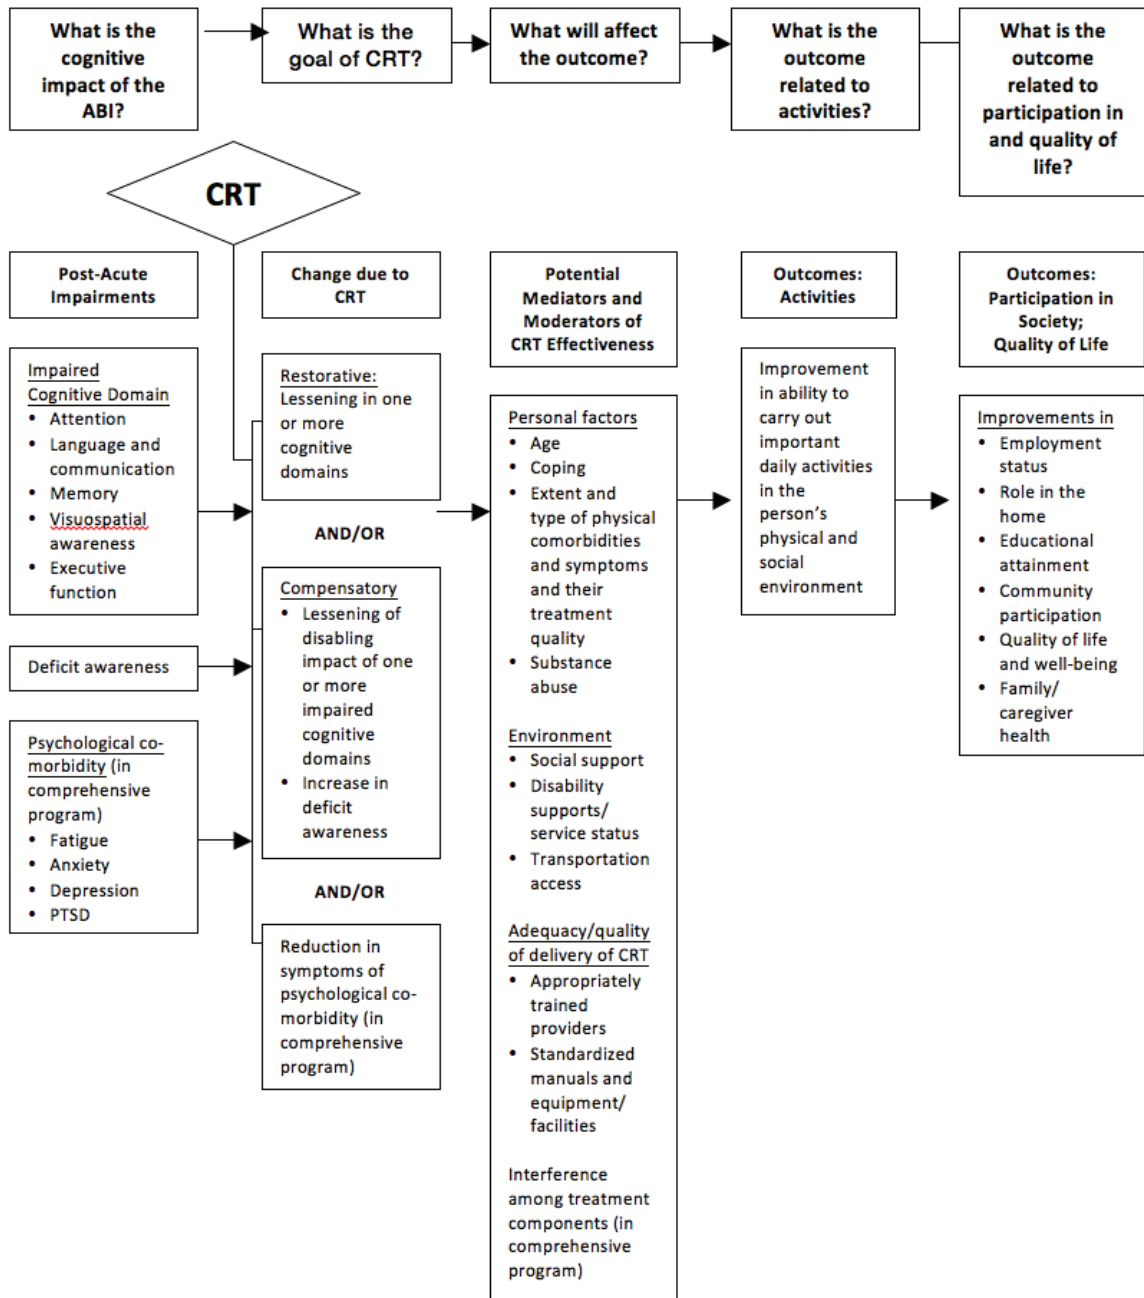 What is the
cognitive
impact of the
ABI?
What is the
goal of CRT?
What will affect
the outcome?
What is the
outcome
related to
activities?
What is the
outcome
related to
participation in
and quality of
life?
CRT
Post-Acute
Impairments
Change due to
CRT
Potential
Mediators and
Moderators of
CRT Effectiveness
Outcomes:
Activities
Outcomes:
Participation in
Society;
Quality of Life
Impaired
Cognitive Domain
• Attention
• Language and
communication
• Memory
• Visuospatial
awareness
• Executive
function
Deficit awareness
Psychological co-
morbidity (in
comprehensive
program)
• Fatigue
• Anxiety
• Depression
• PTSD
Restorative:
Lessening in one
or more
cognitive
domains
AND/OR
Compensatory
• Lessening of
disabling
impact of one
or more
impaired
cognitive
domains
• Increase in
deficit
awareness
AND/OR
Reduction in
symptoms of
psychological co-
morbidity (in
comprehensive
program)
Personal factors
• Age
• Coping
• Extent and
type of physical
comorbidities
and symptoms
and their
treatment
quality
• Substance
abuse
Environment
• Social support
• Disability
supports/
service status
• Transportation
access
Adequacy/quality
of delivery of CRT
• Appropriately
trained
providers
• Standardized
manuals and
equipment/
facilities
Interference
among treatment
components (in
comprehensive
program)
Improvement
in ability to
carry out
important
daily activities
in the
person's
physical and
social
environment
Improvements in
• Employment
status
• Role in the
home
• Educational
attainment
• Community
participation
• Quality of life
and well-being
• Family/
caregiver
health